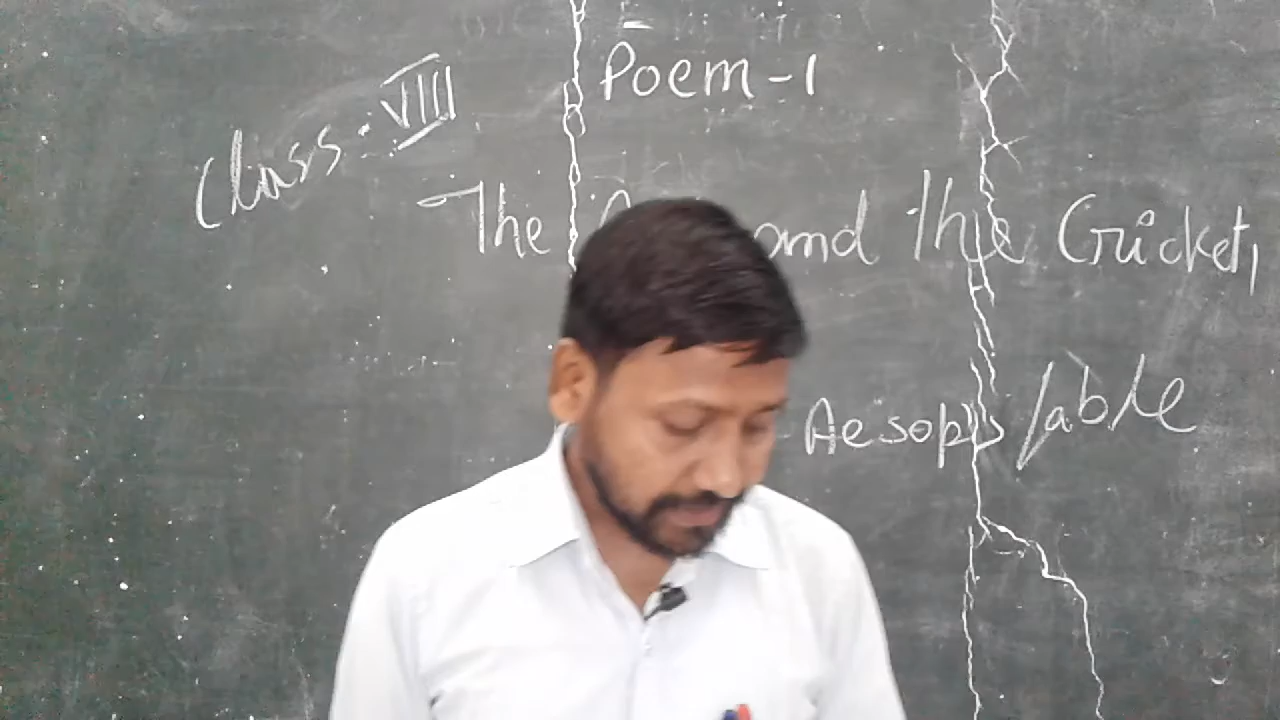 Poem-1
Class: VIII
The and the Cricket,
Aesop's fable